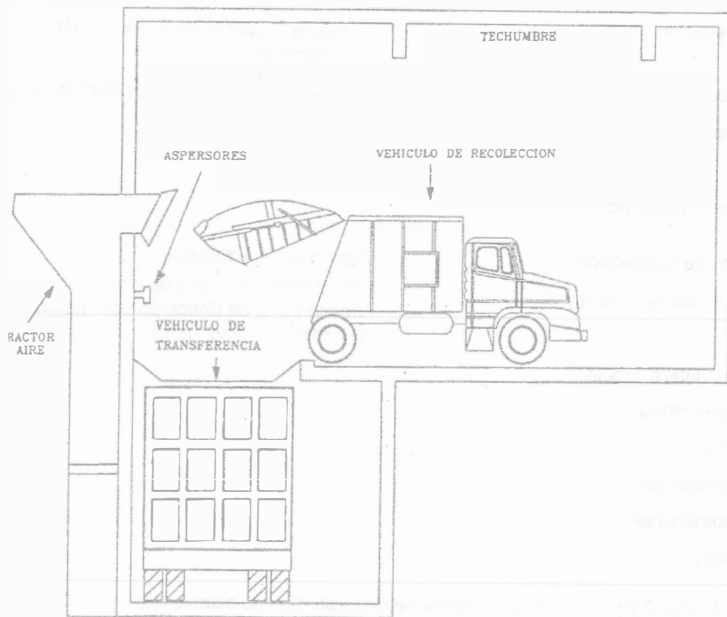 TECHUMBRE
ASPERSORES
VEHICULO DE RECOLECCION
RACTOR
AIRE
VEHICULO DE
TRANSFERENCIA